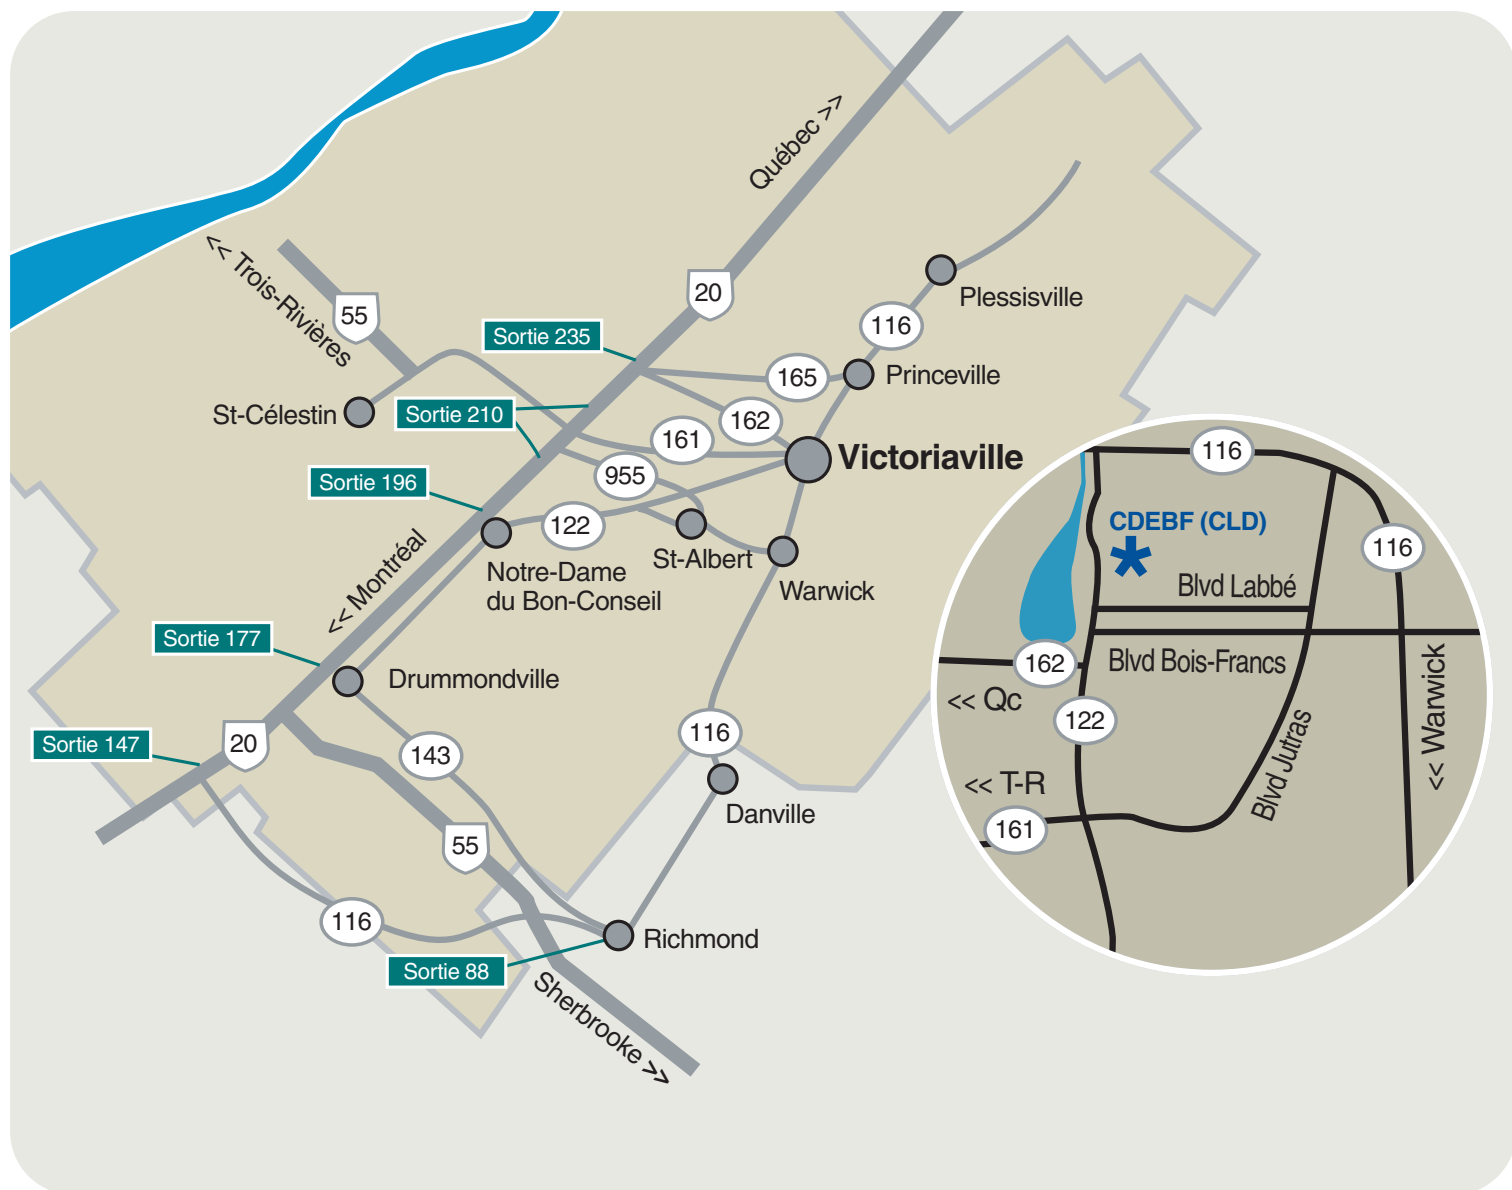 Québec >>
<< Trois-Rivières
55
20
Plessisville
116
Sortie 235
165
Princeville
St-Célestin
Sortie 210
162
161
Victoriaville
955
Sortie 196
122
St-Albert
Notre-Dame
du Bon-Conseil
Warwick
<< Montréal
Sortie 177
Drummondville
Sortie 147
20
143
116
Danville
55
116
Richmond
Sortie 88
Sherbrooke >>
116
CDEBF (CLD)
*
116
Blvd Labbé
162
Blvd Bois-Francs
<< Qc
122
<< Warwick
Blvd Jutras
<< T-R
161